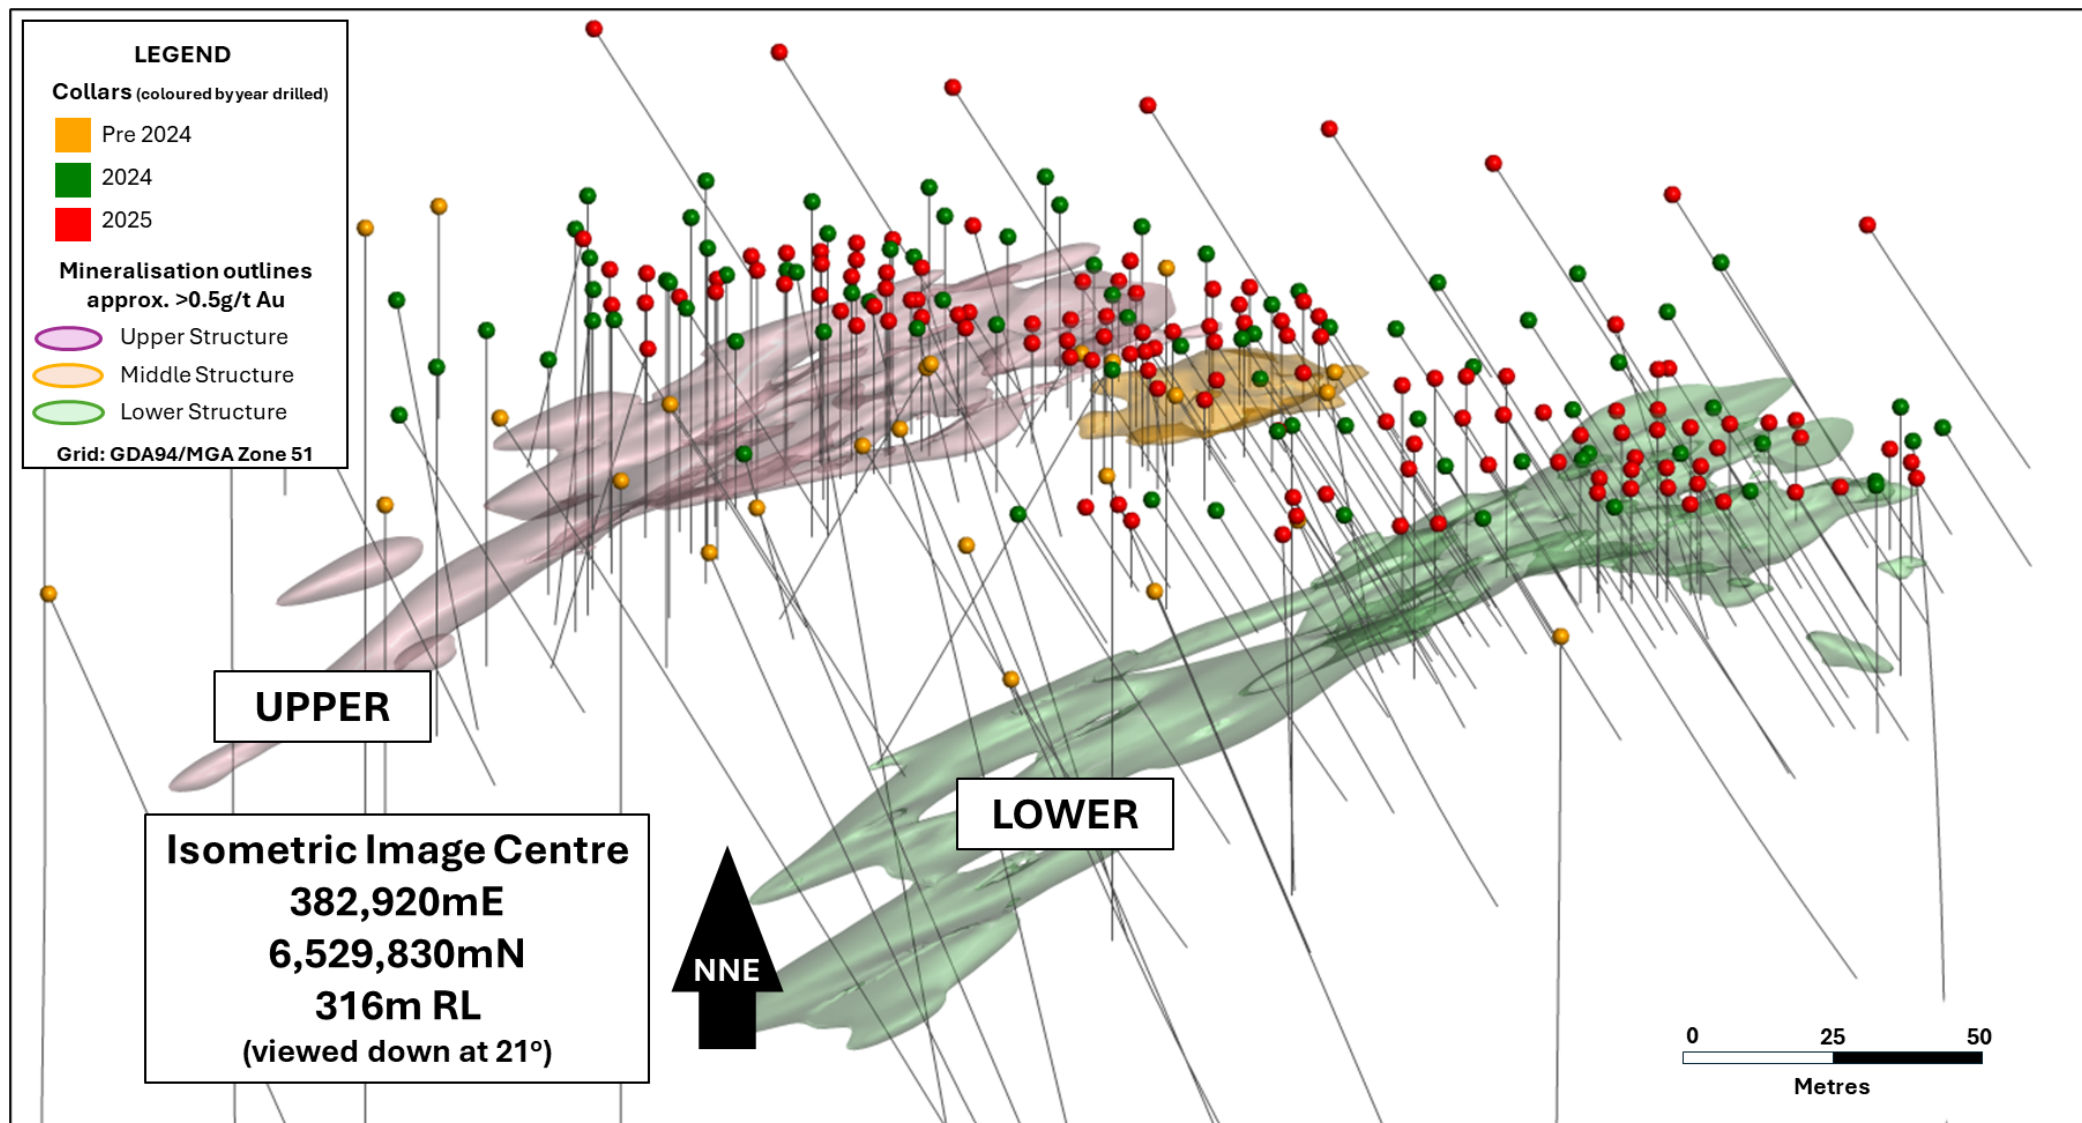 LEGEND
Collars (coloured by year drilled)
Pre 2024
2024
2025
Mineralisation outlines
approx. >0.5g/t Au
Upper Structure
Middle Structure
Lower Structure
Grid: GDA94/MGA Zone 51
UPPER
LOWER
Isometric Image Centre
382,920mE
6,529,830mN
316m RL
(viewed down at 21°)
NNE
0 25 50
Metres